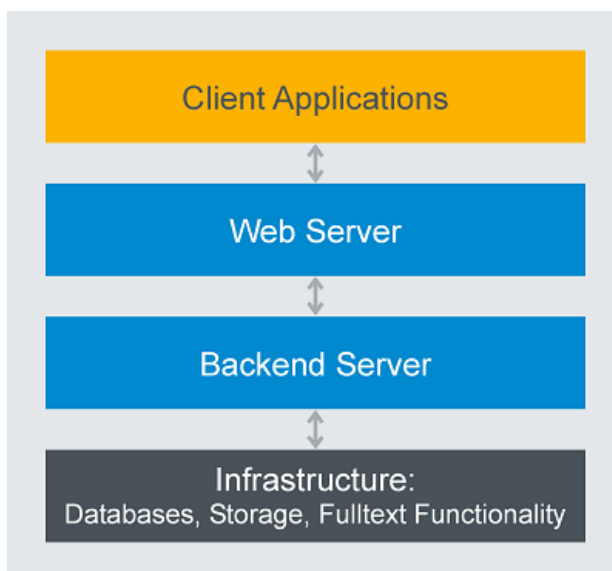 Client Applications
Web Server
Backend Server
Infrastructure:
Databases, Storage, Fulltext Functionality